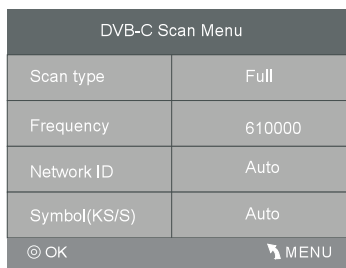 DVB-C Scan Menu
Scan type Full
Frequency 610000
Network ID Auto
Symbol(KS/S) Auto
OK MENU